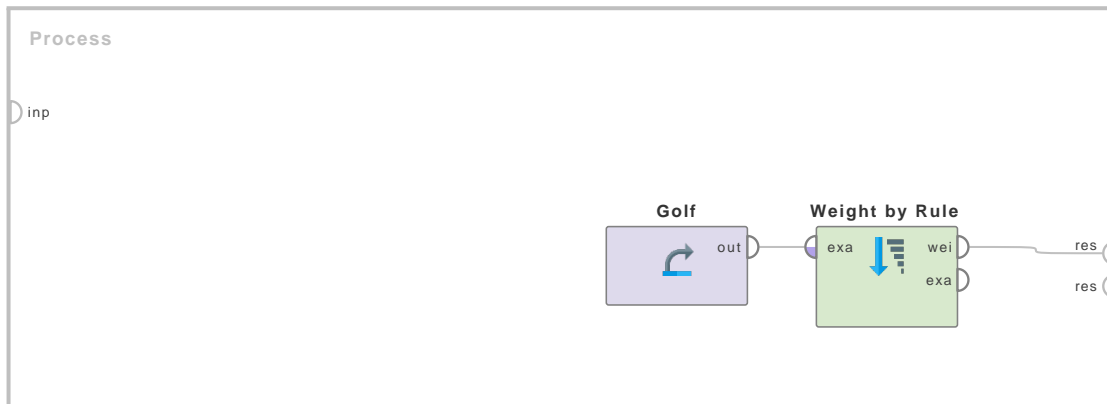 Process
inp
Golf
Weight by Rule
out
exa
wei
exa
res
res